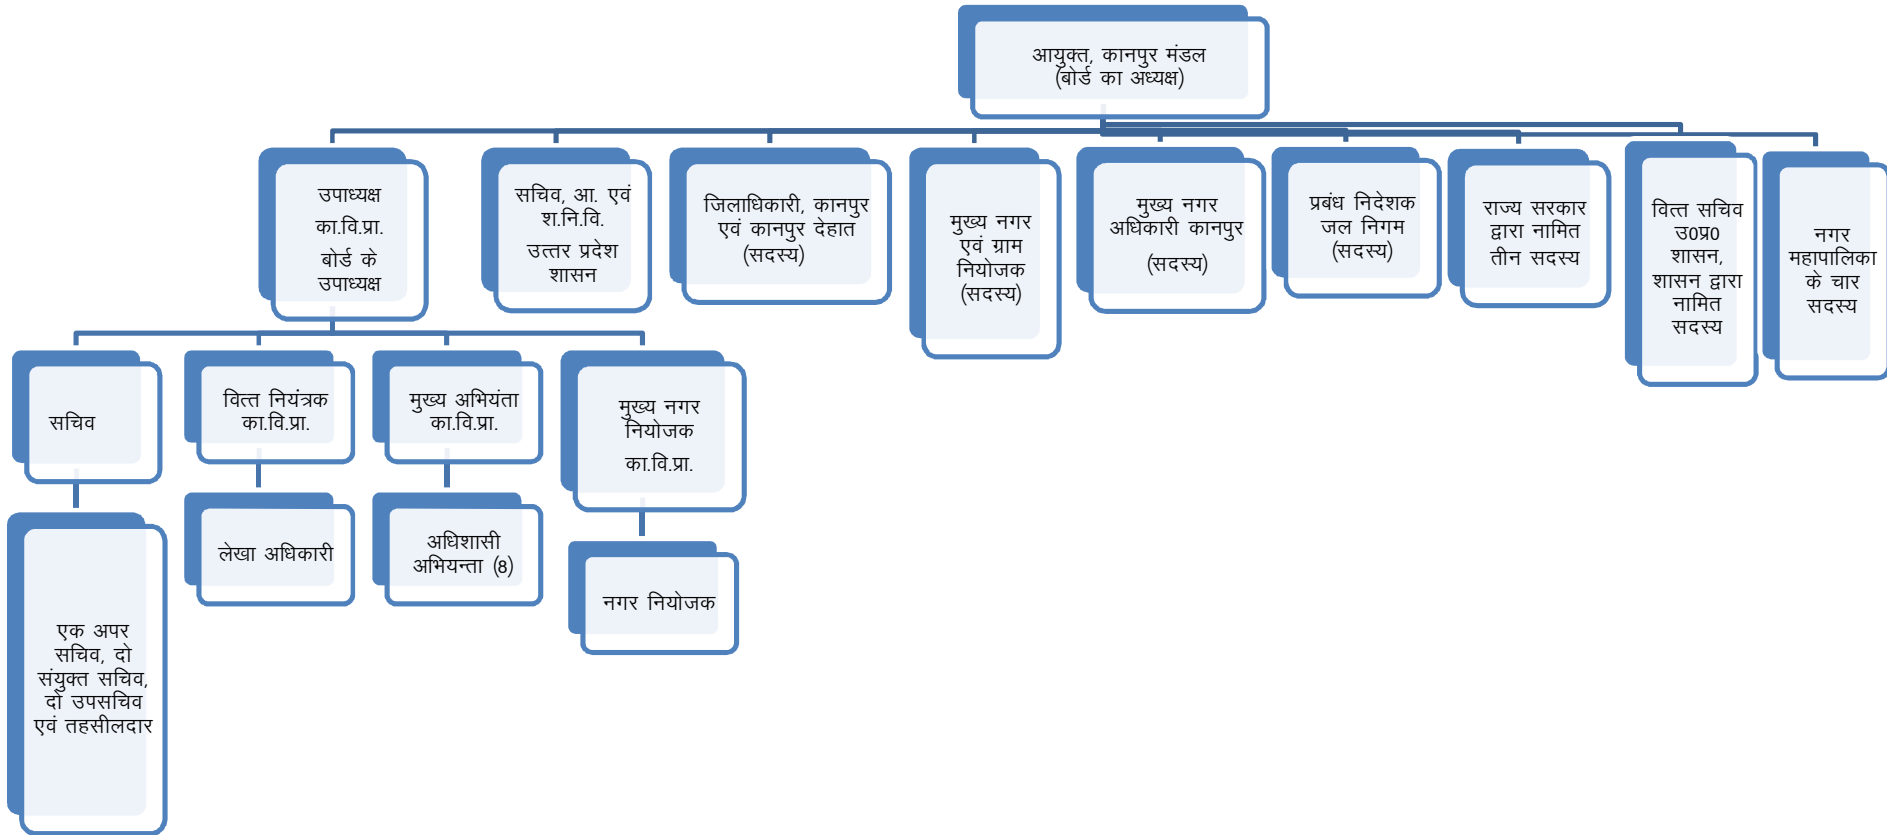 आयुक्त, कानपुर मंडल
(बोर्ड का अध्यक्ष)
उपाध्यक्ष
का.वि.प्रा.
बोर्ड के
उपाध्यक्ष
सचिव, आ. एवं
श.नि.वि.
उत्तर प्रदेश
शासन
जिलाधिकारी, कानपुर
एवं कानपुर देहात
(सदस्य)
मुख्य नगर
एवं ग्राम
नियोजक
(सदस्य)
मुख्य नगर
अधिकारी कानपुर
(सदस्य)
प्रबंध निदेशक
जल निगम
(सदस्य)
राज्य सरकार
द्वारा नामित
तीन सदस्य
वित्त सचिव
उ0प्र0
शासन,
शासन द्वारा
नामित
सदस्य
नगर
महापालिका
के चार
सदस्य
सचिव
वित्त नियंत्रक
का.वि.प्रा.
मुख्य अभियंता
का.वि.प्रा.
मुख्य नगर
नियोजक
का.वि.प्रा.
एक अपर
सचिव, दो
संयुक्त सचिव,
दो उपसचिव
एवं तहसीलदार
लेखा अधिकारी
अधिशासी
अभियन्ता (8)
नगर नियोजक